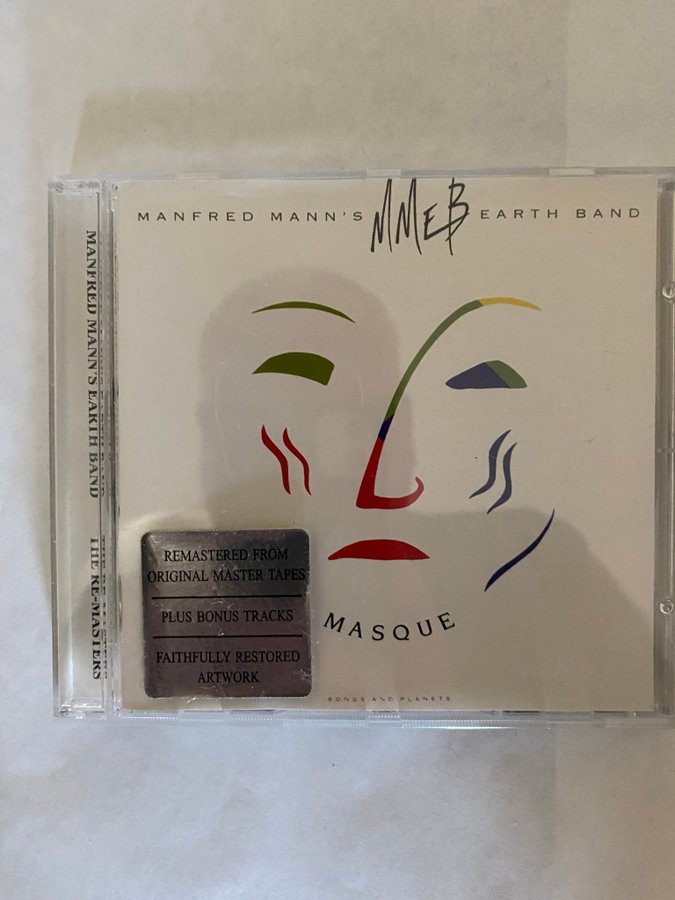 MANFRED MANN'S MMEB EARTH BAND
MANFRED MANN'S EARTH BAND THE RE-MASTERS
REMASTERED FROM
ORIGINAL MASTER TAPES
PLUS BONUS TRACKS
FAITHFULLY RESTORED
ARTWORK
MASQUE
SONGS AND PLANETS